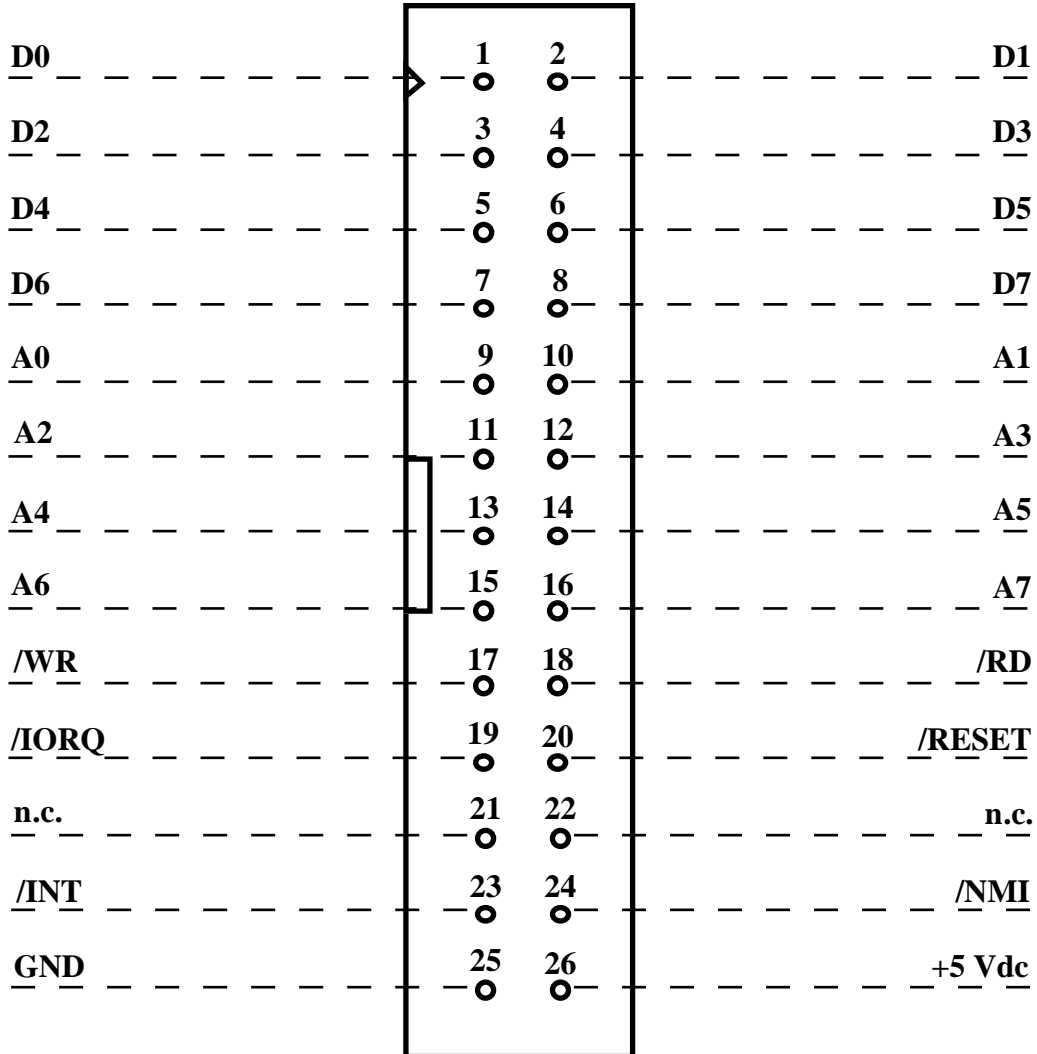 D0 1 2 D1
D2 3 4 D3
D4 5 6 D5
D6 7 8 D7
A0 9 10 A1
A2 11 12 A3
A4 13 14 A5
A6 15 16 A7
/WR 17 18 /RD
/IORQ 19 20 /RESET
n.c. 21 22 n.c.
/INT 23 24 /NMI
GND 25 26 +5 Vdc